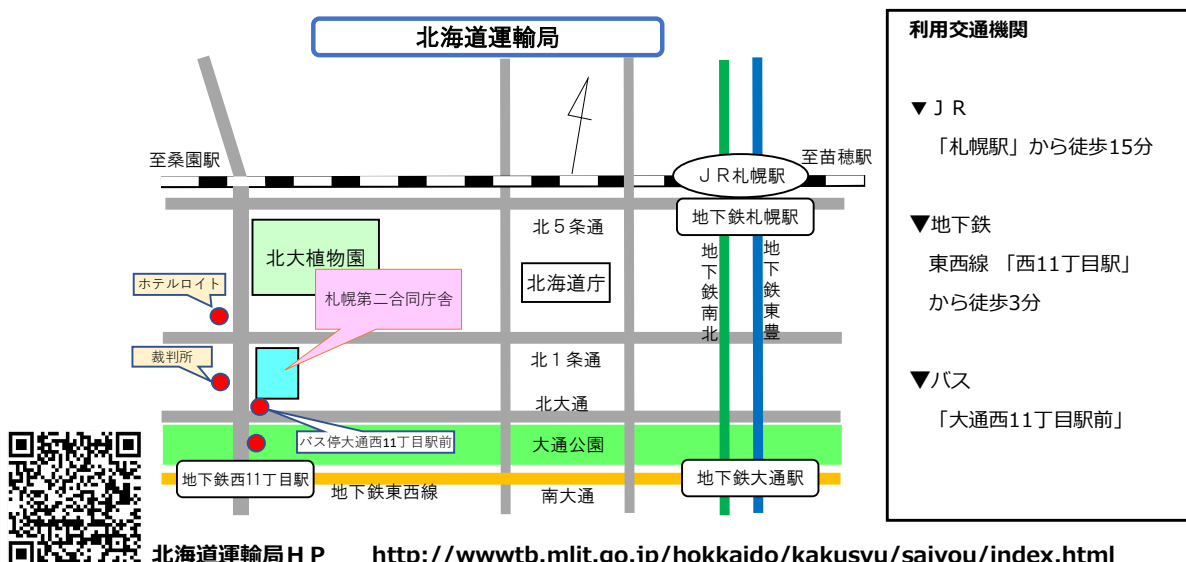 北海道運輸局
至桑園駅
至苗穂駅
ＪＲ札幌駅
地下鉄札幌駅
北５条通
北大植物園
北海道庁
札幌第二合同庁舎
ホテルロイト
地下鉄南北
地下鉄東豊
裁判所
北１条通
北大通
バス停大通西11丁目駅前
大通公園
地下鉄西11丁目駅
地下鉄東西線
南大通
地下鉄大通駅
利用交通機関
▼ＪＲ
「札幌駅」から徒歩15分
▼地下鉄
東西線 「西11丁目駅」
から徒歩3分
▼バス
「大通西11丁目駅前」
北海道運輸局ＨＰ http://wwwtb.mlit.go.jp/hokkaido/kakusyu/saiyou/index.html